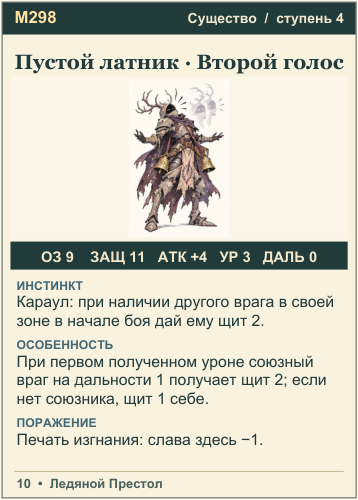 M298 Существо / ступень 4
Пустой латник · Второй голос
ОЗ 9 ЗАЩ 11 АТК +4 УР 3 ДАЛЬ 0
ИНСТИНКТ
Караул: при наличии другого врага в своей
зоне в начале боя дай ему щит 2.
ОСОБЕННОСТЬ
При первом полученном уроне союзный
враг на дальности 1 получает щит 2; если
нет союзника, щит 1 себе.
ПОРАЖЕНИЕ
Печать изгнания: слава здесь −1.
10 • Ледяной Престол